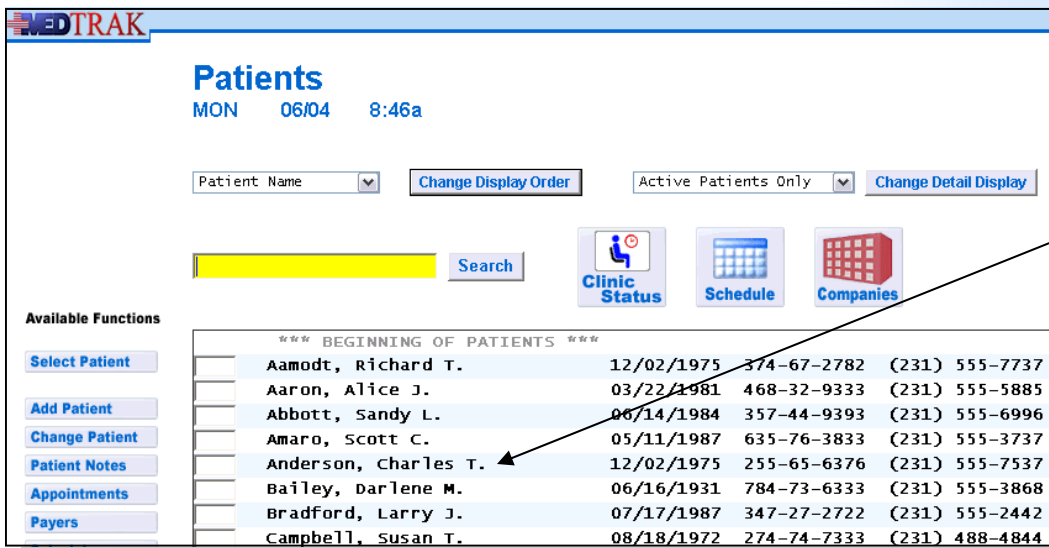 MEDTRAK
Patients
MON 06/04 8:46a
Patient Name Change Display Order Active Patients Only Change Detail Display
Search
Clinic Status
Schedule
Companies
Available Functions
Select Patient
Add Patient
Change Patient
Patient Notes
Appointments
Payers
*** BEGINNING OF PATIENTS ***
Aamodt, Richard T. 12/02/1975 374-67-2782 (231) 555-7737
Aaron, Alice J. 03/22/1981 468-32-9333 (231) 555-5885
Abbott, Sandy L. 06/14/1984 357-44-9393 (231) 555-6996
Amaro, Scott C. 05/11/1987 635-76-3833 (231) 555-3737
Anderson, Charles T. 12/02/1975 255-65-6376 (231) 555-7537
Bailey, Darlene M. 06/16/1931 784-73-6333 (231) 555-3868
Bradford, Larry J. 07/17/1987 347-27-2722 (231) 555-2442
Campbell, Susan T. 08/18/1972 274-74-7333 (231) 488-4844